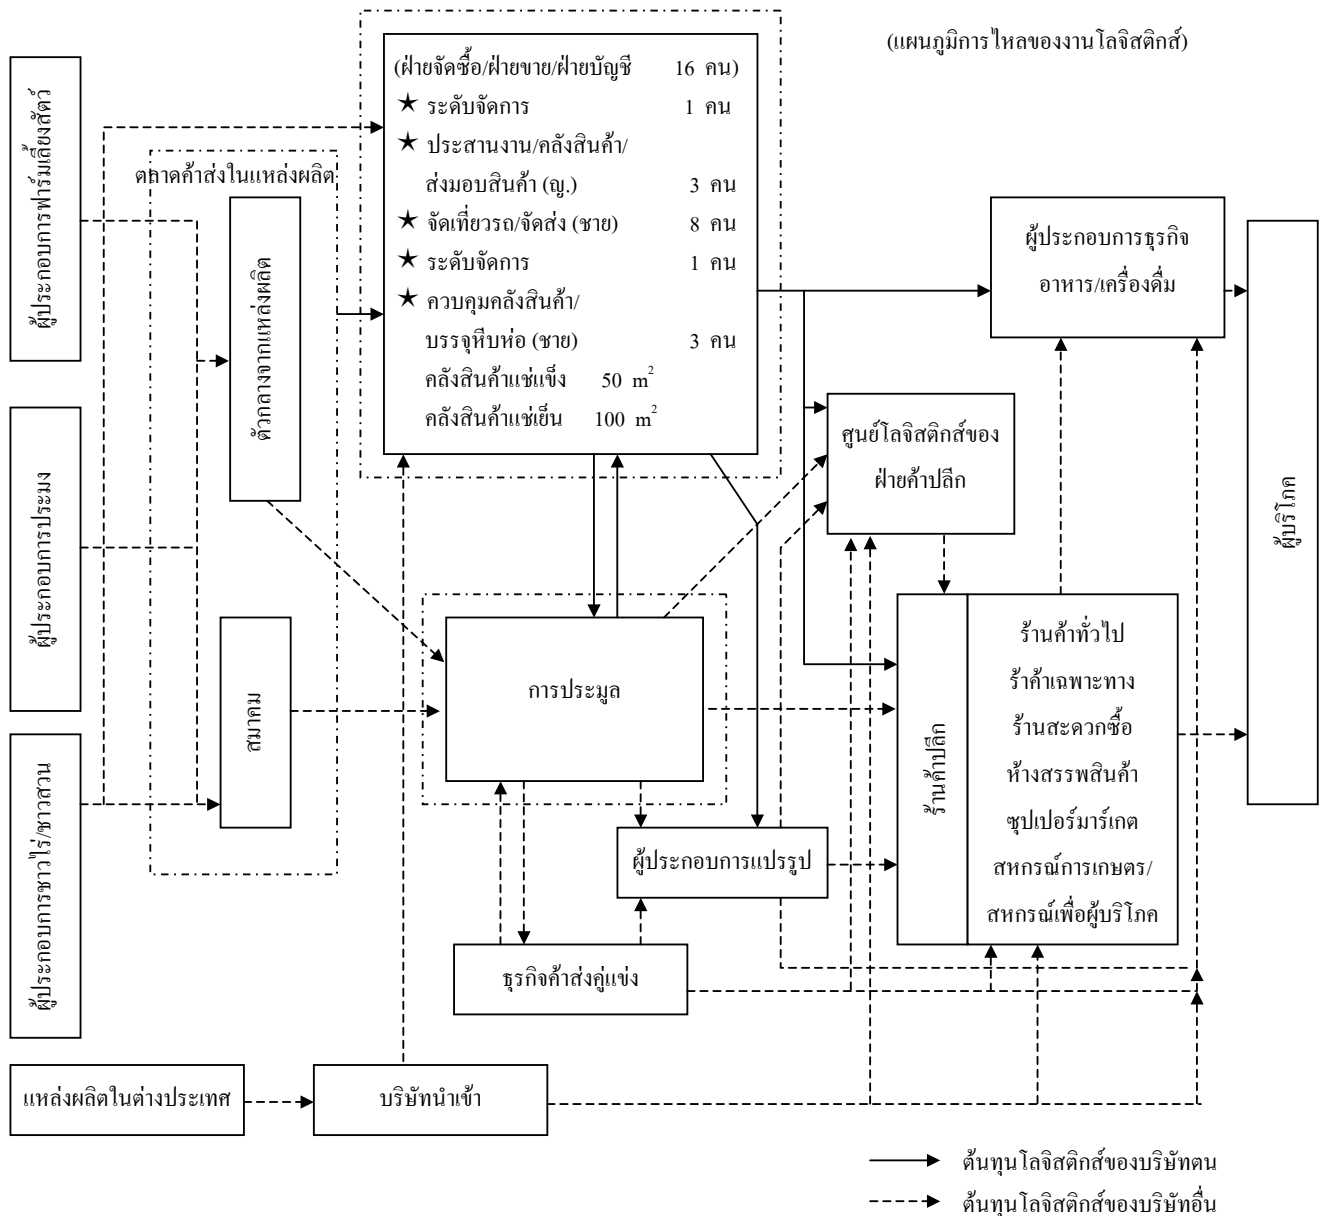 (แผนภูมิการไหลของงานโลจิสติกส์)
(ฝ่ายจัดซื้อ/ฝ่ายขาย/ฝ่ายบัญชี 16 คน)
★ ระดับจัดการ 1 คน
★ ประสานงาน/คลังสินค้า/
ส่งมอบสินค้า (ญ.) 3 คน
★ จัดเที่ยวรถ/จัดส่ง (ชาย) 8 คน
★ ระดับจัดการ 1 คน
★ ควบคุมคลังสินค้า/
บรรจุหีบห่อ (ชาย) 3 คน
คลังสินค้าแช่แข็ง 50 m²
คลังสินค้าแช่เย็น 100 m²
ผู้ประกอบการฟาร์มเลี้ยงสัตว์
ตลาดค้าส่งในแหล่งผลิต
ตัวกลางจากแหล่งผลิต
ผู้ประกอบการประมง
สมาคม
ผู้ประกอบการชาวไร่/ชาวสวน
การประมูล
ผู้ประกอบการธุรกิจ
อาหาร/เครื่องดื่ม
ศูนย์โลจิสติกส์ของ
ฝ่ายค้าปลีก
ผู้บริโภค
ร้านค้าปลีก
ร้านค้าทั่วไป
ร้าค้าเฉพาะทาง
ร้านสะดวกซื้อ
ห้างสรรพสินค้า
ซุปเปอร์มาร์เกต
สหกรณ์การเกษตร/
สหกรณ์เพื่อผู้บริโภค
ผู้ประกอบการแปรรูป
ธุรกิจค้าส่งคู่แข่ง
แหล่งผลิตในต่างประเทศ
บริษัทนำเข้า
ต้นทุนโลจิสติกส์ของบริษัทตน
ต้นทุนโลจิสติกส์ของบริษัทอื่น